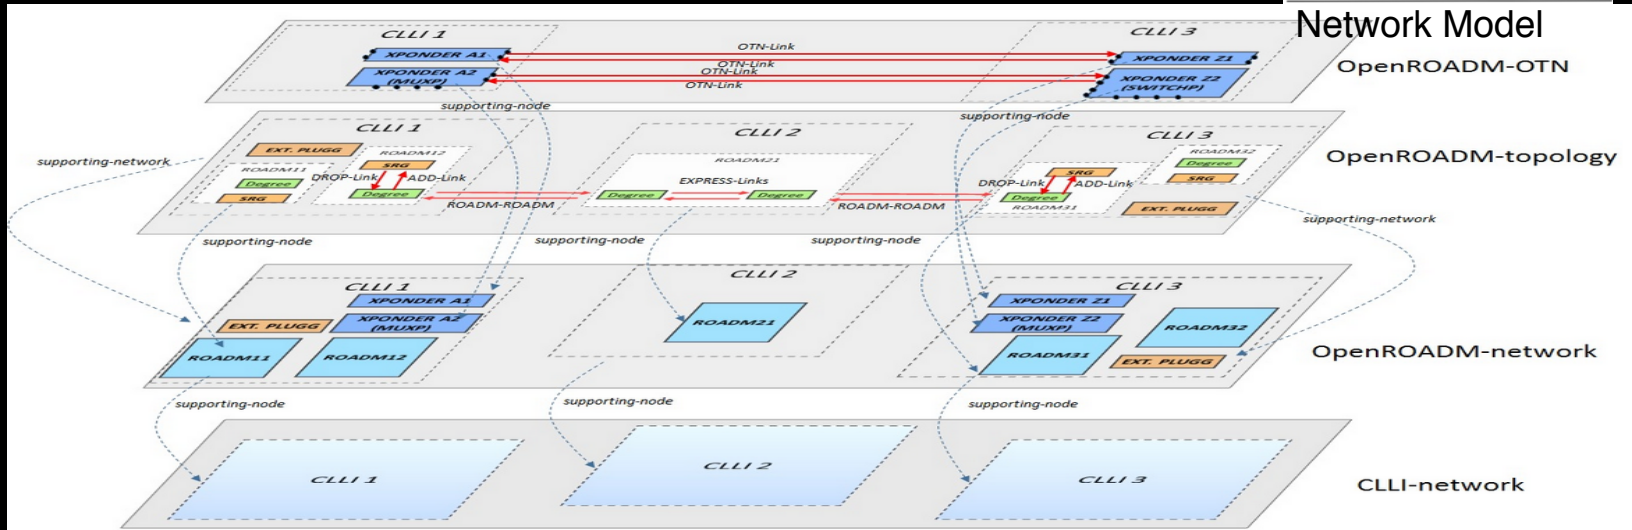 Network Model
CLLI 1
CLLI 3
XPONDER A1
OTN-Link
XPONDER Z1
OTN-Link
OpenROADM-OTN
XPONDER A2
(MUXP)
OTN-Link
XPONDER Z2
(SWITCHP)
OTN-Link
supporting-node
supporting-node
CLLI 1
CLLI 2
CLLI 3
EXT. PLUGG
ROADM12
ROADM21
ROADM32
OpenROADM-topology
supporting-network
ROADM11
SRG
Degree
DROP-Link
ADD-Link
Degree
SRG
EXPRESS-Links
Degree
Degree
ROADM-ROADM
ROADM-ROADM
SRG
DROP-Link
ADD-Link
Degree
ROADM31
Degree
SRG
EXT. PLUGG
supporting-network
supporting-node
supporting-node
supporting-node
CLLI 1
CLLI 2
CLLI 3
XPONDER A1
XPONDER Z1
EXT. PLUGG
XPONDER A2
(MUXP)
ROADM21
XPONDER Z2
(MUXP)
ROADM32
OpenROADM-network
ROADM11
ROADM12
ROADM31
EXT. PLUGG
supporting-node
supporting-node
supporting-node
CLLI 1
CLLI 2
CLLI 3
CLLI-network